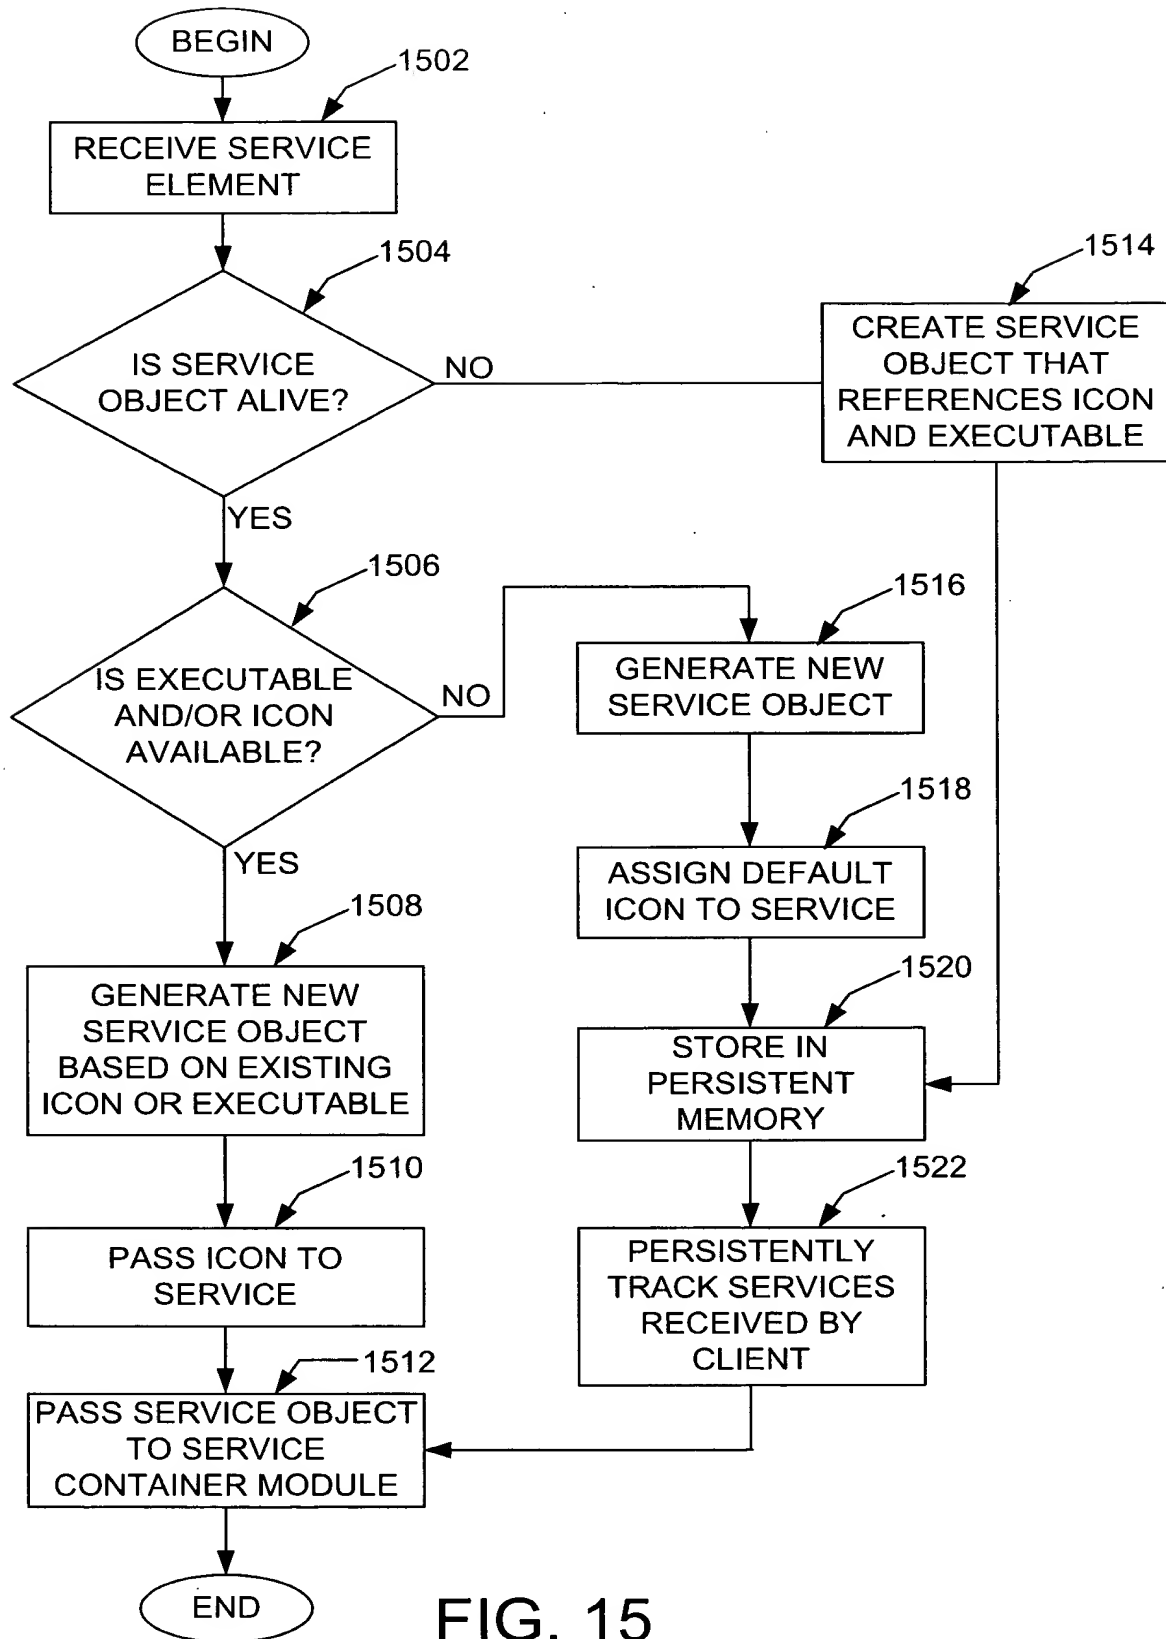 BEGIN
1502
RECEIVE SERVICE
ELEMENT
1504
IS SERVICE
OBJECT ALIVE?
NO
YES
1514
CREATE SERVICE
OBJECT THAT
REFERENCES ICON
AND EXECUTABLE
1506
IS EXECUTABLE
AND/OR ICON
AVAILABLE?
NO
YES
1516
GENERATE NEW
SERVICE OBJECT
1518
ASSIGN DEFAULT
ICON TO SERVICE
1508
GENERATE NEW
SERVICE OBJECT
BASED ON EXISTING
ICON OR EXECUTABLE
1520
STORE IN
PERSISTENT
MEMORY
1510
PASS ICON TO
SERVICE
1522
PERSISTENTLY
TRACK SERVICES
RECEIVED BY
CLIENT
1512
PASS SERVICE OBJECT
TO SERVICE
CONTAINER MODULE
END
FIG. 15